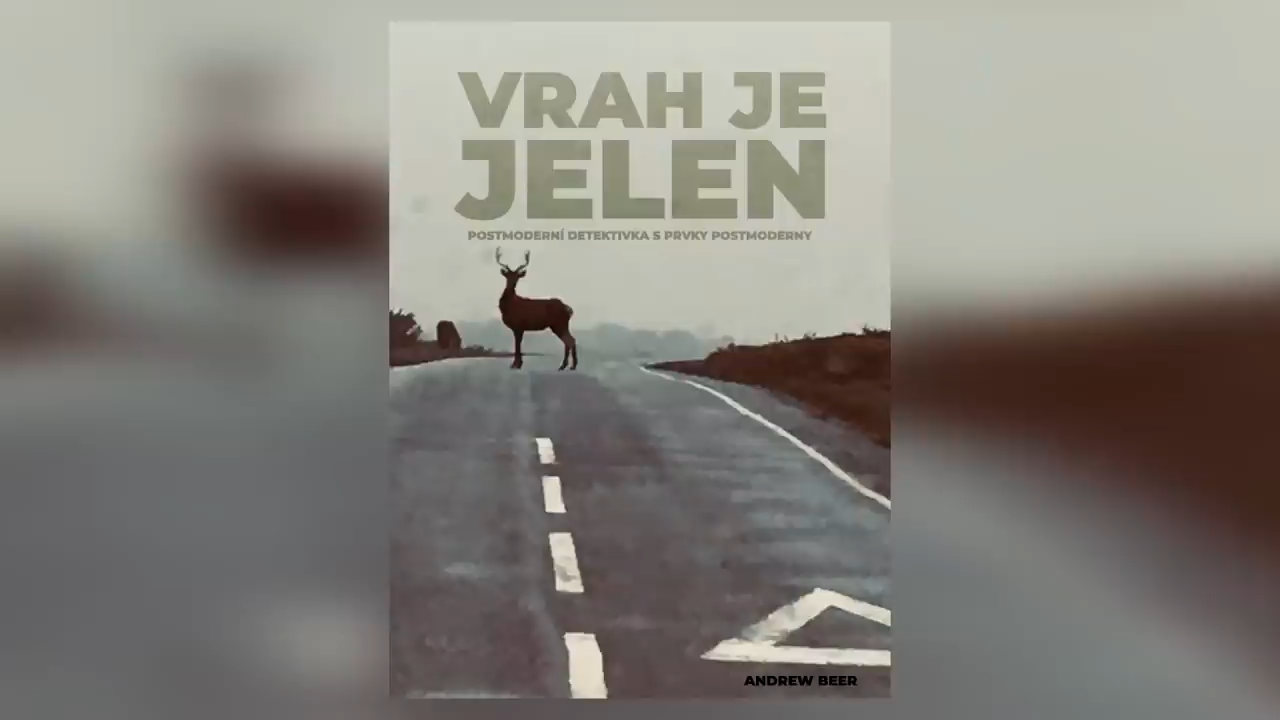 VRAH JE
JELEN
POSTMODERNÍ DETEKTIVKA S PRVKY POSTMODERNY
ANDREW BEER